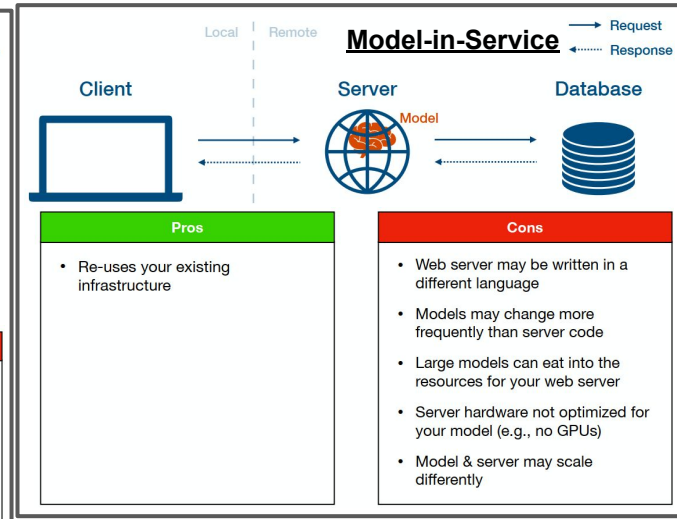 Local Remote
Model-in-Service
Request
Response
Client
Server
Database
Model
Pros
• Re-uses your existing
infrastructure
Cons
• Web server may be written in a
different language
• Models may change more
frequently than server code
• Large models can eat into the
resources for your web server
• Server hardware not optimized for
your model (e.g., no GPUs)
• Model & server may scale
differently